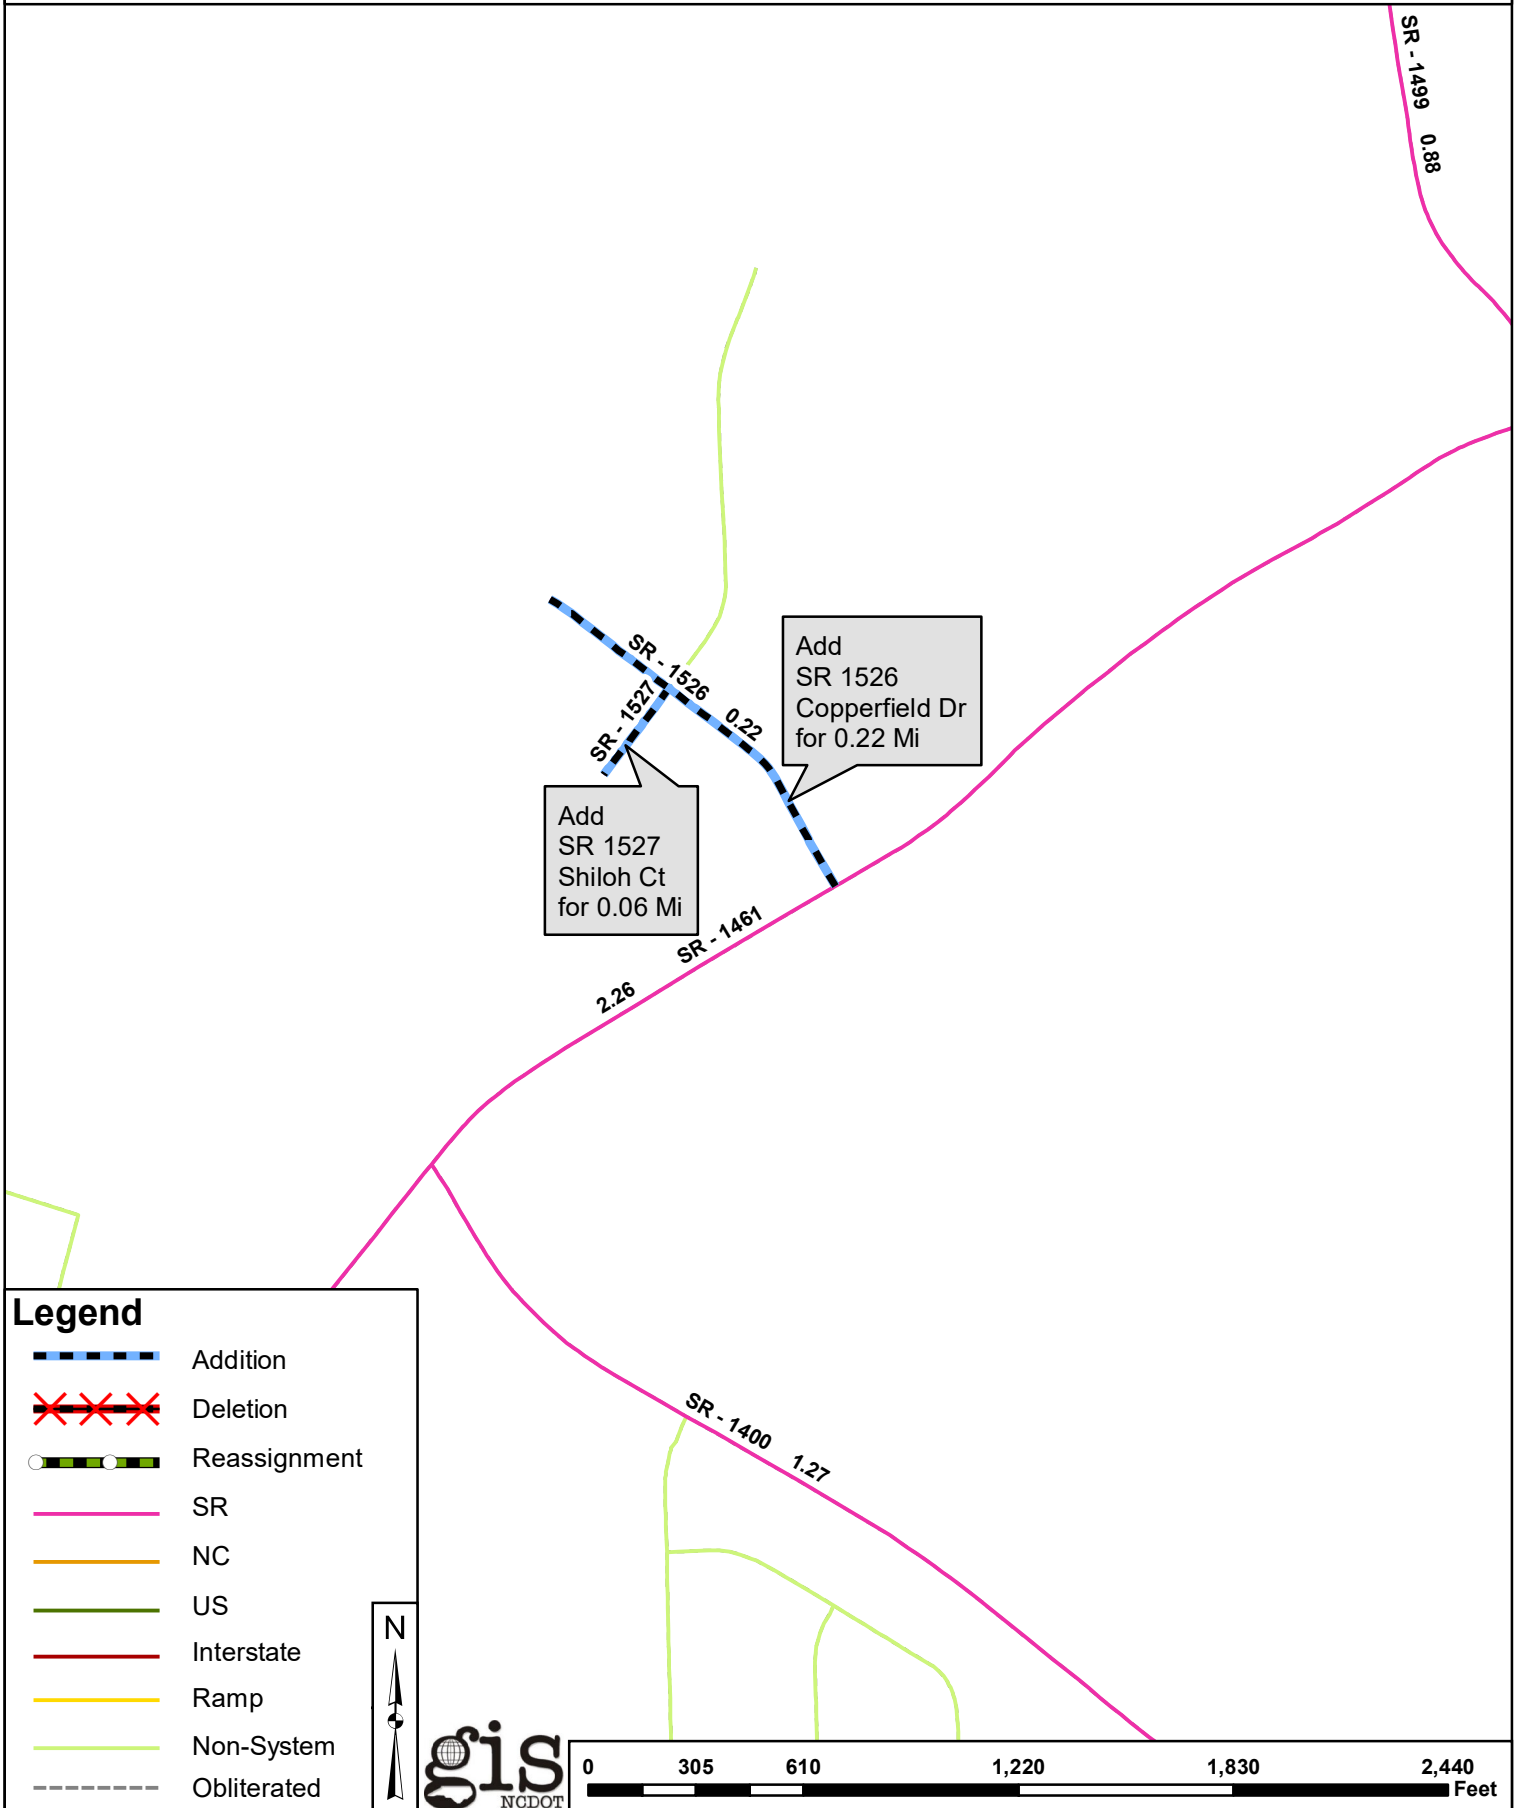 SR - 1499 0.88
SR - 1526 0.22
SR - 1527
Add
SR 1526
Copperfield Dr
for 0.22 Mi
Add
SR 1527
Shiloh Ct
for 0.06 Mi
SR - 1461
2.26
SR - 1400 1.27
Legend
Addition
Deletion
Reassignment
SR
NC
US
Interstate
Ramp
Non-System
Obliterated
N
gis
NCDOT
0 305 610 1,220 1,830 2,440
Feet